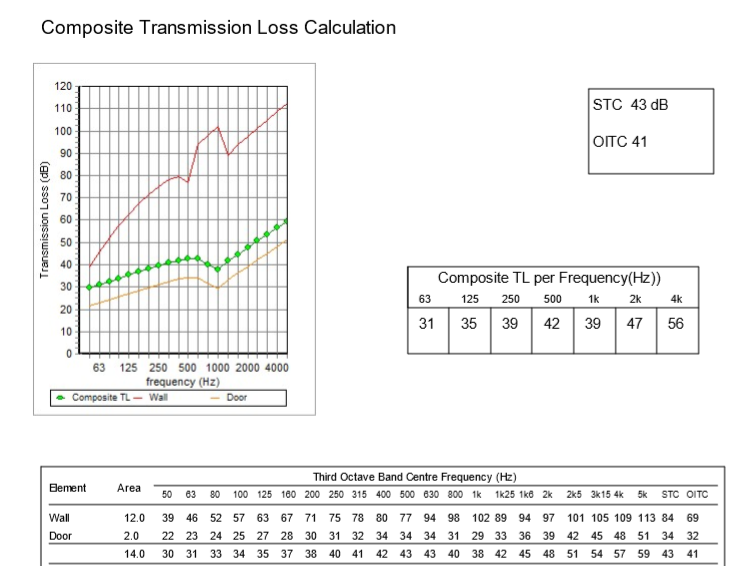 Composite Transmission Loss Calculation
120
110
100
90
80
70
60
50
40
30
20
10
0
Transmission Loss (dB)
63 125 250 500 1000 2000 4000
frequency (Hz)
Composite TL Wall Door
STC 43 dB
OITC 41
Composite TL per Frequency(Hz))
63 125 250 500 1k 2k 4k
31 35 39 42 39 47 56
Third Octave Band Centre Frequency (Hz)
Element Area 50 63 80 100 125 160 200 250 315 400 500 630 800 1k 1k25 1k6 2k 2k5 3k15 4k 5k STC OITC
Wall 12.0 39 46 52 57 63 67 71 75 78 80 77 94 98 102 89 94 97 101 105 109 113 84 69
Door 2.0 22 23 24 25 27 28 30 31 32 34 34 34 31 29 33 36 39 42 45 48 51 34 32
14.0 30 31 33 34 35 37 38 40 41 42 43 43 40 38 42 45 48 51 54 57 59 43 41